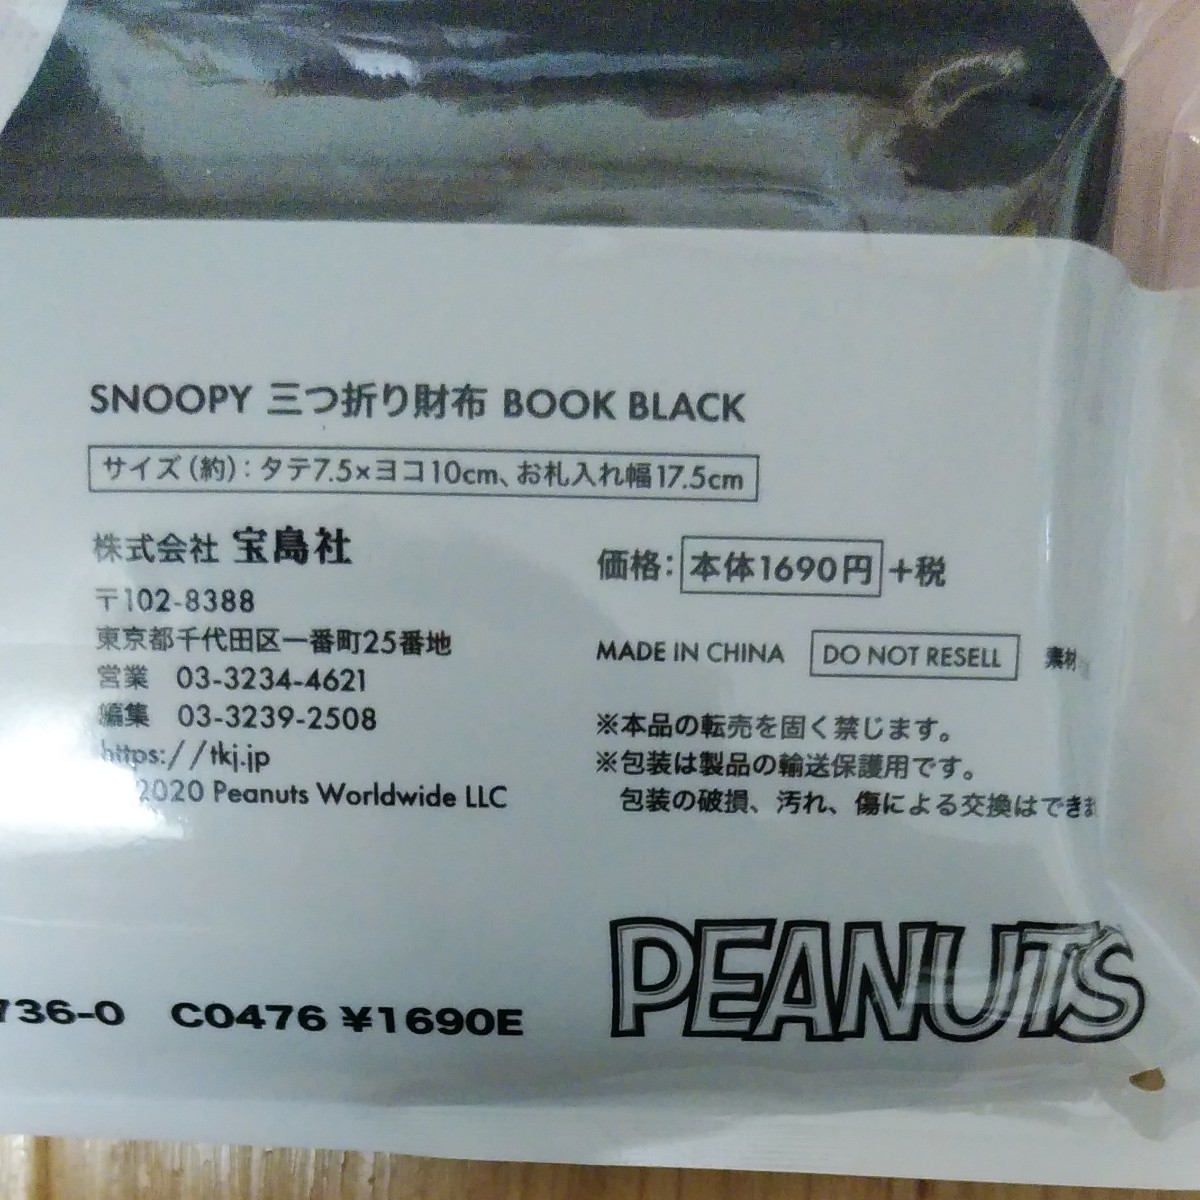 SNOOPY 三つ折り財布 BOOK BLACK
サイズ（約）：タテ7.5×ヨコ10cm、お札入れ幅17.5cm
株式会社 宝島社
〒102-8388
東京都千代田区一番町25番地
営業 03-3234-4621
編集 03-3239-2508
https://tkj.jp
2020 Peanuts Worldwide LLC
価格：本体1690円+税
MADE IN CHINA DO NOT RESELL 素材
※本品の転売を固く禁じます。
※包装は製品の輸送保護用です。
包装の破損、汚れ、傷による交換はできま
736-0 C0476 ¥1690E
PEANUTS